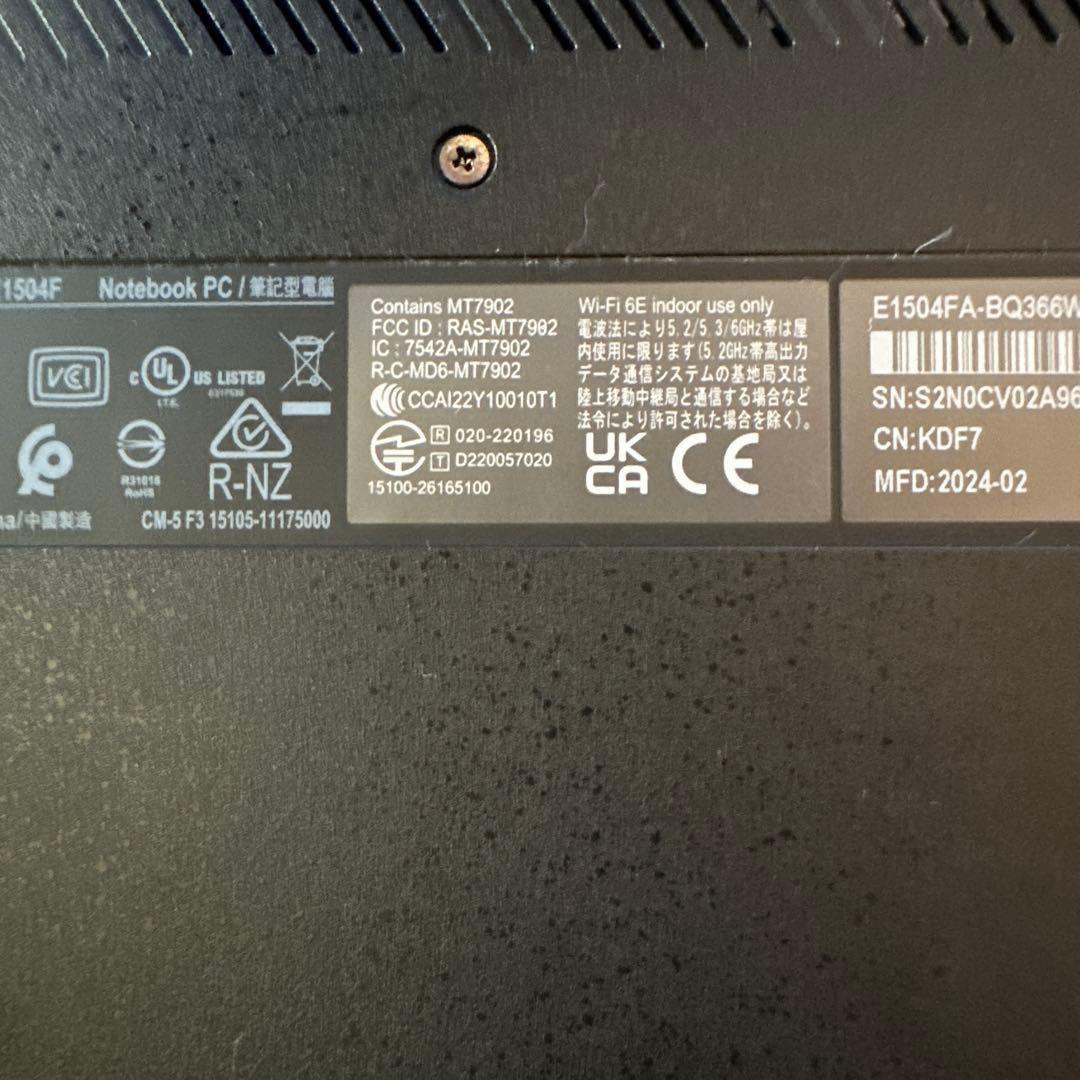 E1504F Notebook PC / 筆記型電腦
VCI
c UL US LISTED
I.T.E.
R31018
RoHS
R-NZ
na/中國製造 CM-5 F3 15105-11175000
Contains MT7902
FCC ID : RAS-MT7902
IC : 7542A-MT7902
R-C-MD6-MT7902
CCAI22Y10010T1
R 020-220196
T D220057020
15100-26165100
Wi-Fi 6E indoor use only
電波法により5.2/5.3/6GHz帯は屋
内使用に限ります(5.2GHz帯高出力
データ通信システムの基地局又は
陸上移動中継局と通信する場合など
法令により許可された場合を除く)。
UK
CA CE
E1504FA-BQ366W
SN:S2N0CV02A96
CN:KDF7
MFD:2024-02